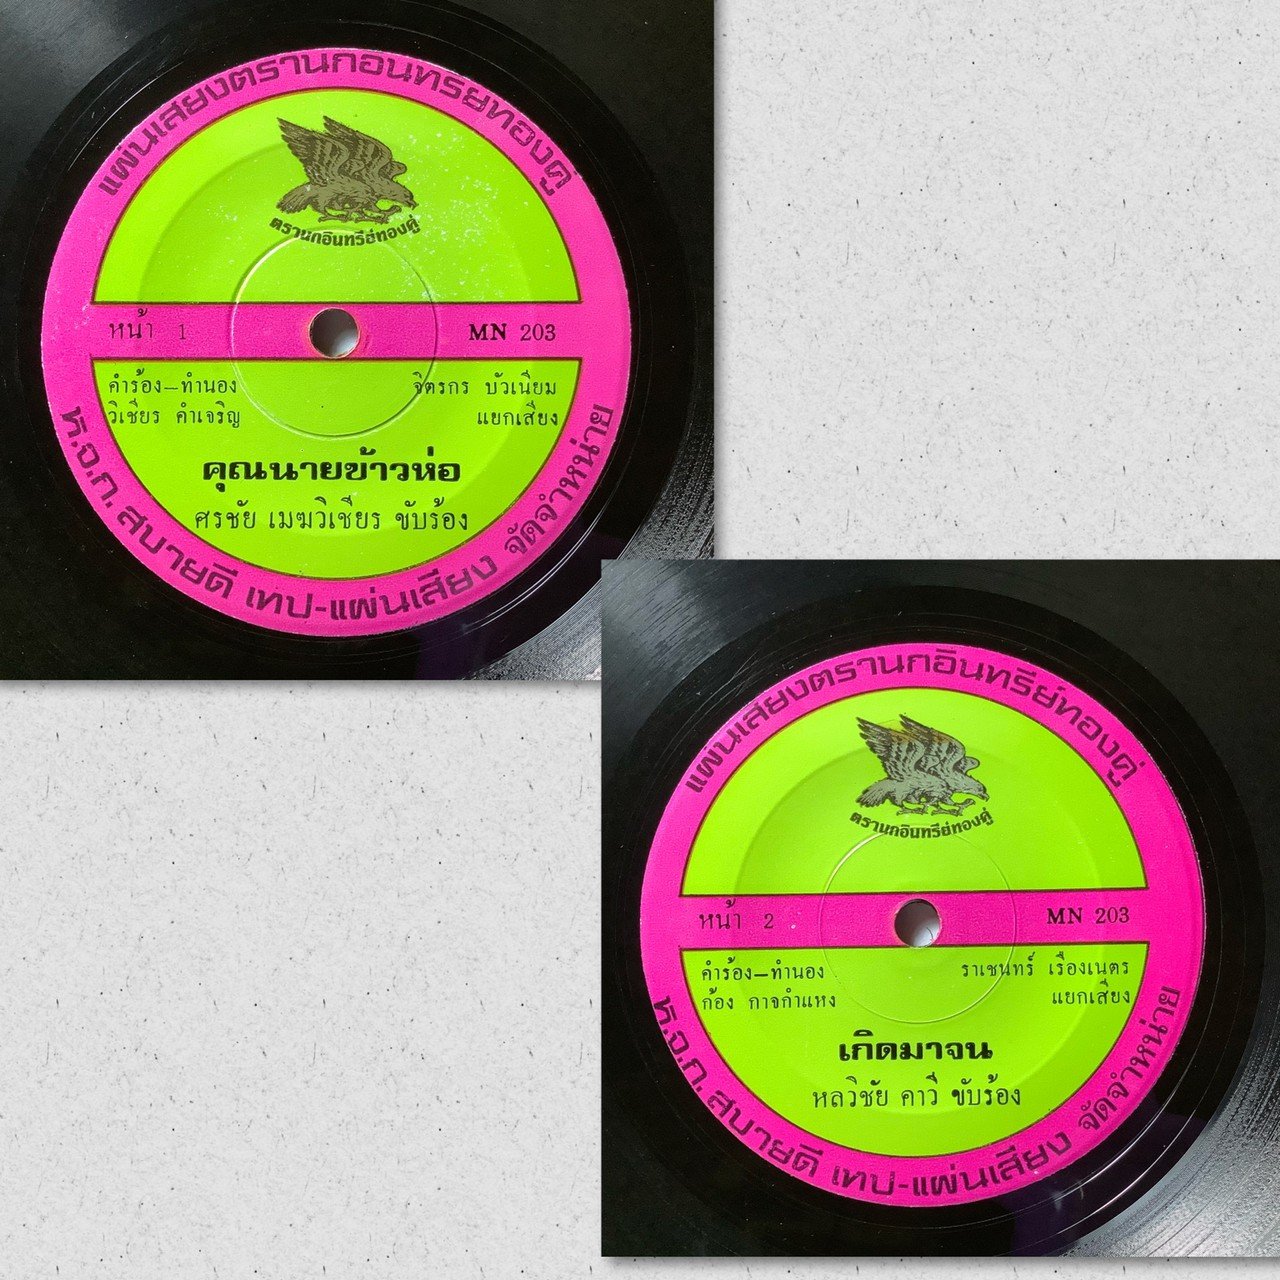 แผ่นเสียงตรานกอินทรีย์ทองคู่
ตรานกอินทรีย์ทองคู่
หน้า 1 MN 203
คำร้อง–ทำนอง จิตรกร บัวเนียม
วิเชียร คำเจริญ แยกเสียง
คุณนายข้าวห่อ
ศรชัย เมฆวิเชียร ขับร้อง
ห.จ.ก. สบายดี เทป-แผ่นเสียง จัดจำหน่าย
แผ่นเสียงตรานกอินทรีย์ทองคู่
ตรานกอินทรีย์ทองคู่
หน้า 2 MN 203
คำร้อง–ทำนอง ราเชนทร์ เรืองเนตร
ก้อง กาจกำแหง แยกเสียง
เกิดมาจน
หลวิชัย คาวี ขับร้อง
ห.จ.ก. สบายดี เทป-แผ่นเสียง จัดจำหน่าย